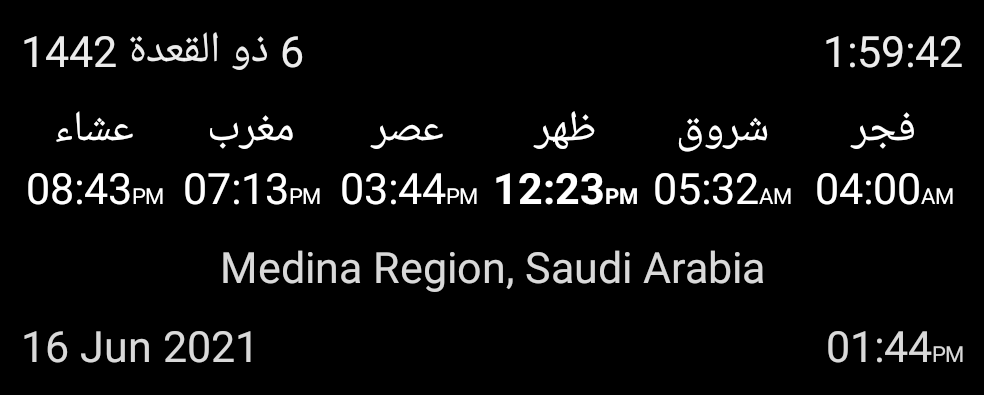 6 ذو القعدة 1442 1:59:42
فجر شروق ظهر عصر مغرب عشاء
04:00AM 05:32AM 12:23PM 03:44PM 07:13PM 08:43PM
Medina Region, Saudi Arabia
16 Jun 2021 01:44PM